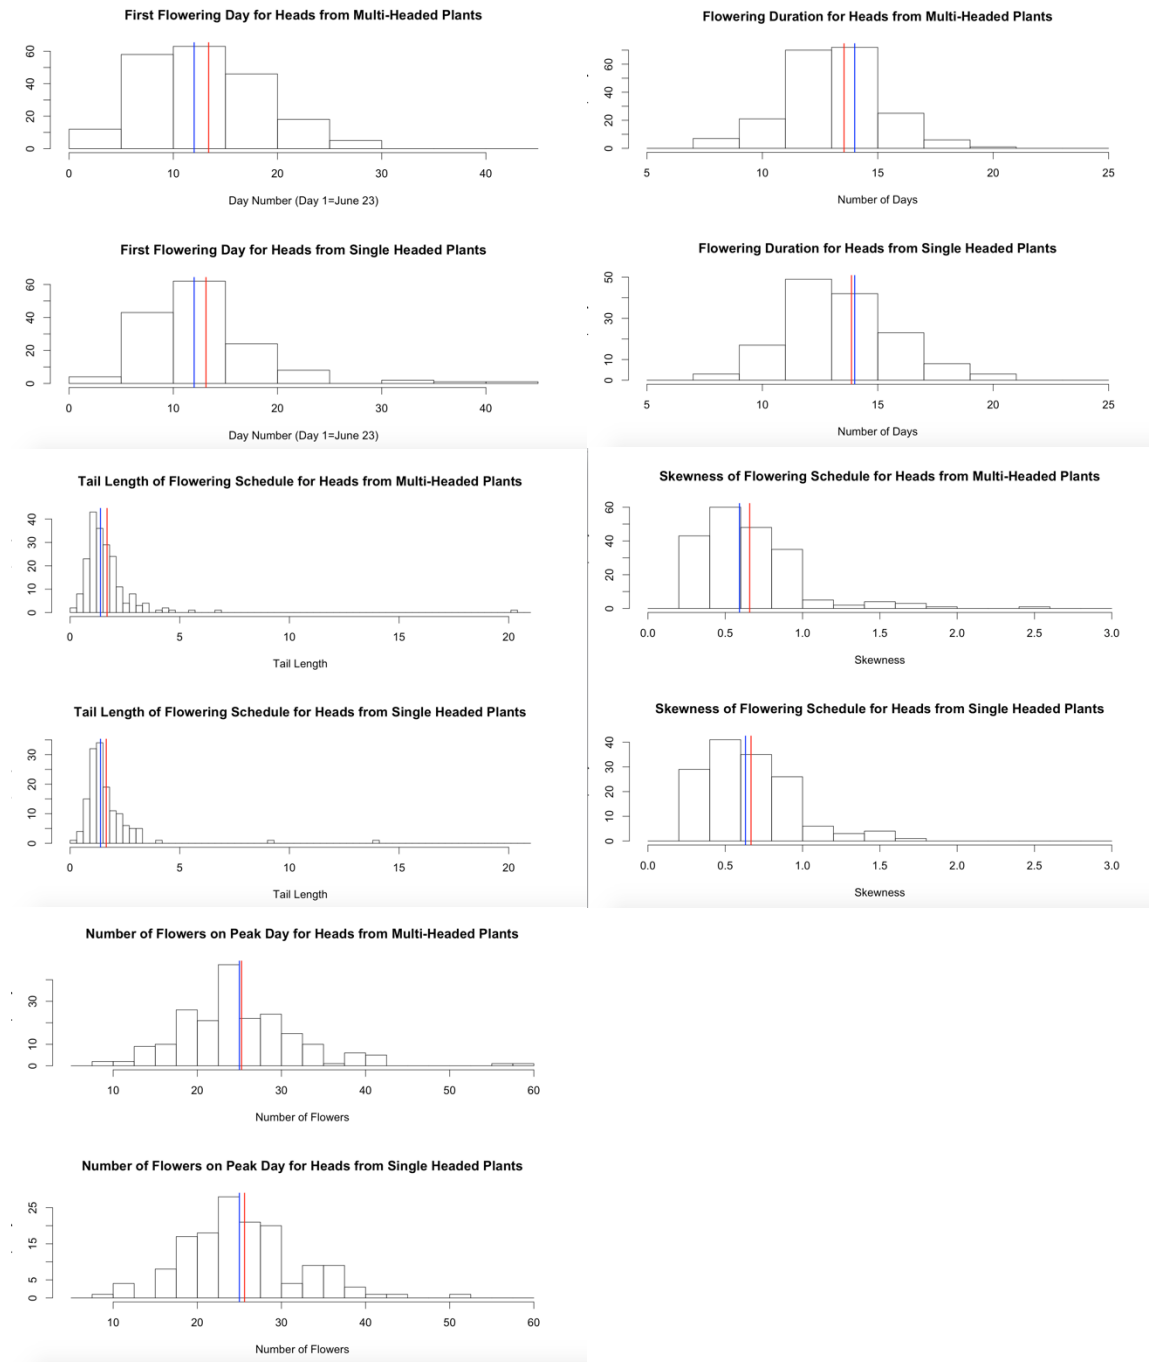 First Flowering Day for Heads from Multi-Headed Plants
0 20 40 60
0 10 20 30 40
Day Number (Day 1=June 23)
Flowering Duration for Heads from Multi-Headed Plants
0 20 40 60
5 10 15 20 25
Number of Days
First Flowering Day for Heads from Single Headed Plants
0 20 40 60
0 10 20 30 40
Day Number (Day 1=June 23)
Flowering Duration for Heads from Single Headed Plants
0 10 30 50
5 10 15 20 25
Number of Days
Tail Length of Flowering Schedule for Heads from Multi-Headed Plants
0 10 20 30 40
0 5 10 15 20
Tail Length
Skewness of Flowering Schedule for Heads from Multi-Headed Plants
0 20 40 60
0.0 0.5 1.0 1.5 2.0 2.5 3.0
Skewness
Tail Length of Flowering Schedule for Heads from Single Headed Plants
0 10 20 30
0 5 10 15 20
Tail Length
Skewness of Flowering Schedule for Heads from Single Headed Plants
0 10 20 30 40
0.0 0.5 1.0 1.5 2.0 2.5 3.0
Skewness
Number of Flowers on Peak Day for Heads from Multi-Headed Plants
0 10 30
10 20 30 40 50 60
Number of Flowers
Number of Flowers on Peak Day for Heads from Single Headed Plants
0 5 15 25
10 20 30 40 50 60
Number of Flowers